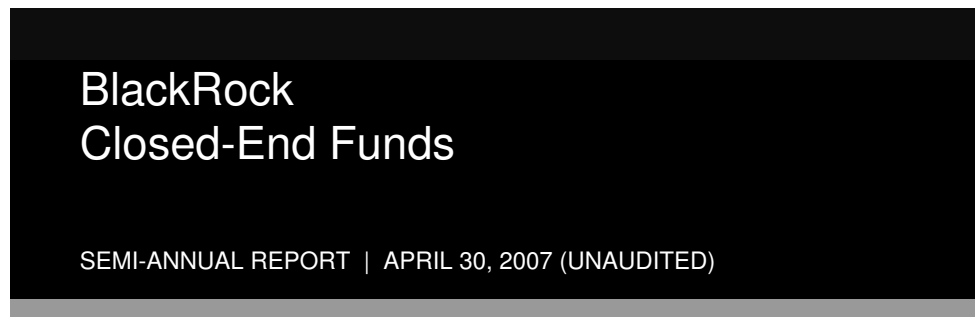 BlackRock
Closed-End Funds
SEMI-ANNUAL REPORT | APRIL 30, 2007 (UNAUDITED)